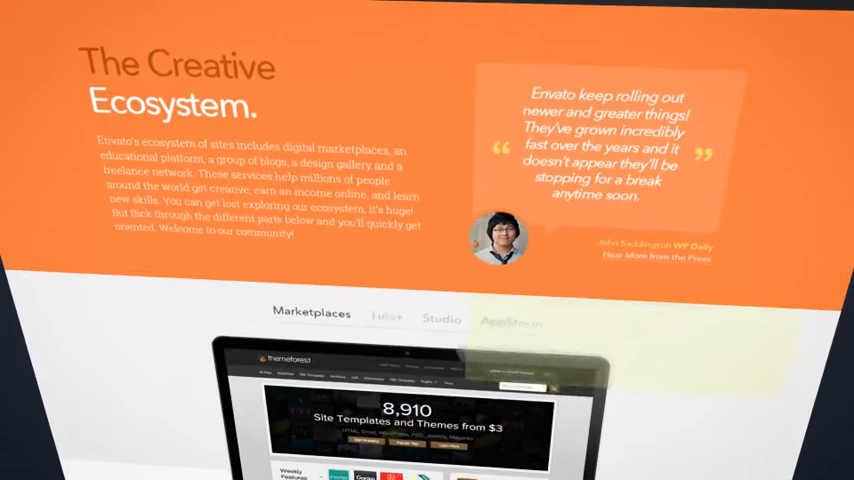 The Creative
Ecosystem.
Envato's ecosystem of sites includes digital marketplaces, an
educational platform, a group of blogs, a design gallery and a
freelance network. These services help millions of people
around the world get creative, earn an income online, and learn
new skills. You can get lost exploring our ecosystem, it's huge!
But flick through the different parts below and you'll quickly get
oriented. Welcome to our community!
Envato keep rolling out
newer and greater things!
They've grown incredibly
“ fast over the years and it ”
doesn't appear they'll be
stopping for a break
anytime soon.
John Saddington WP Daily
Hear More from the Press
Marketplaces Tuts+ Studio AppStorm
themeforest
8,910
Site Templates and Themes from $3
HTML, Email, WordPress, PSD, Joomla, Magento
Weekly
Features